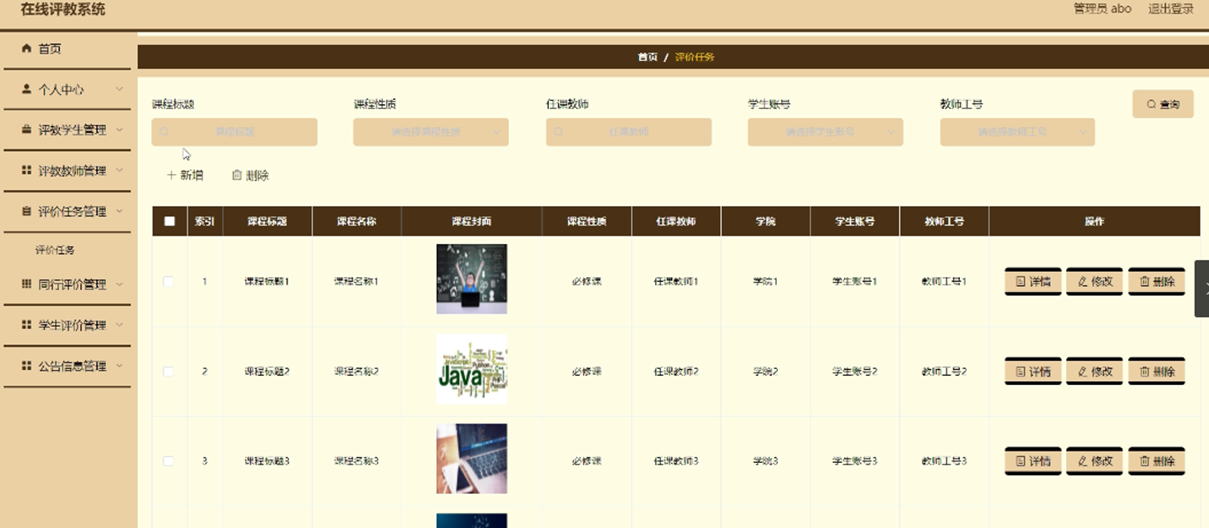 在线评教系统
管理员 abo 退出登录
首页
个人中心
评教学生管理
评教教师管理
评价任务管理
评价任务
同行评价管理
学生评价管理
公告信息管理
首页 / 评价任务
课程标题 课程性质 任课教师 学生账号 教师工号 查询
课程标题 请选择课程性质 任课教师 请选择学生账号 请选择教师工号
新增 删除
索引 课程标题 课程名称 课程封面 课程性质 任课教师 学院 学生账号 教师工号 操作
1 课程标题1 课程名称1 必修课 任课教师1 学院1 学生账号1 教师工号1 详情 修改 删除
2 课程标题2 课程名称2 必修课 任课教师2 学院2 学生账号2 教师工号2 详情 修改 删除
Java
3 课程标题3 课程名称3 必修课 任课教师3 学院3 学生账号3 教师工号3 详情 修改 删除